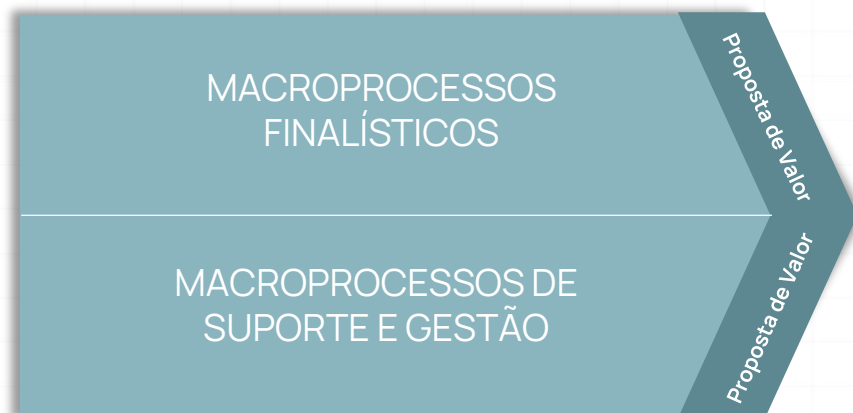 MACROPROCESSOS
FINALÍSTICOS
Proposta de Valor
MACROPROCESSOS DE
SUPORTE E GESTÃO
Proposta de Valor